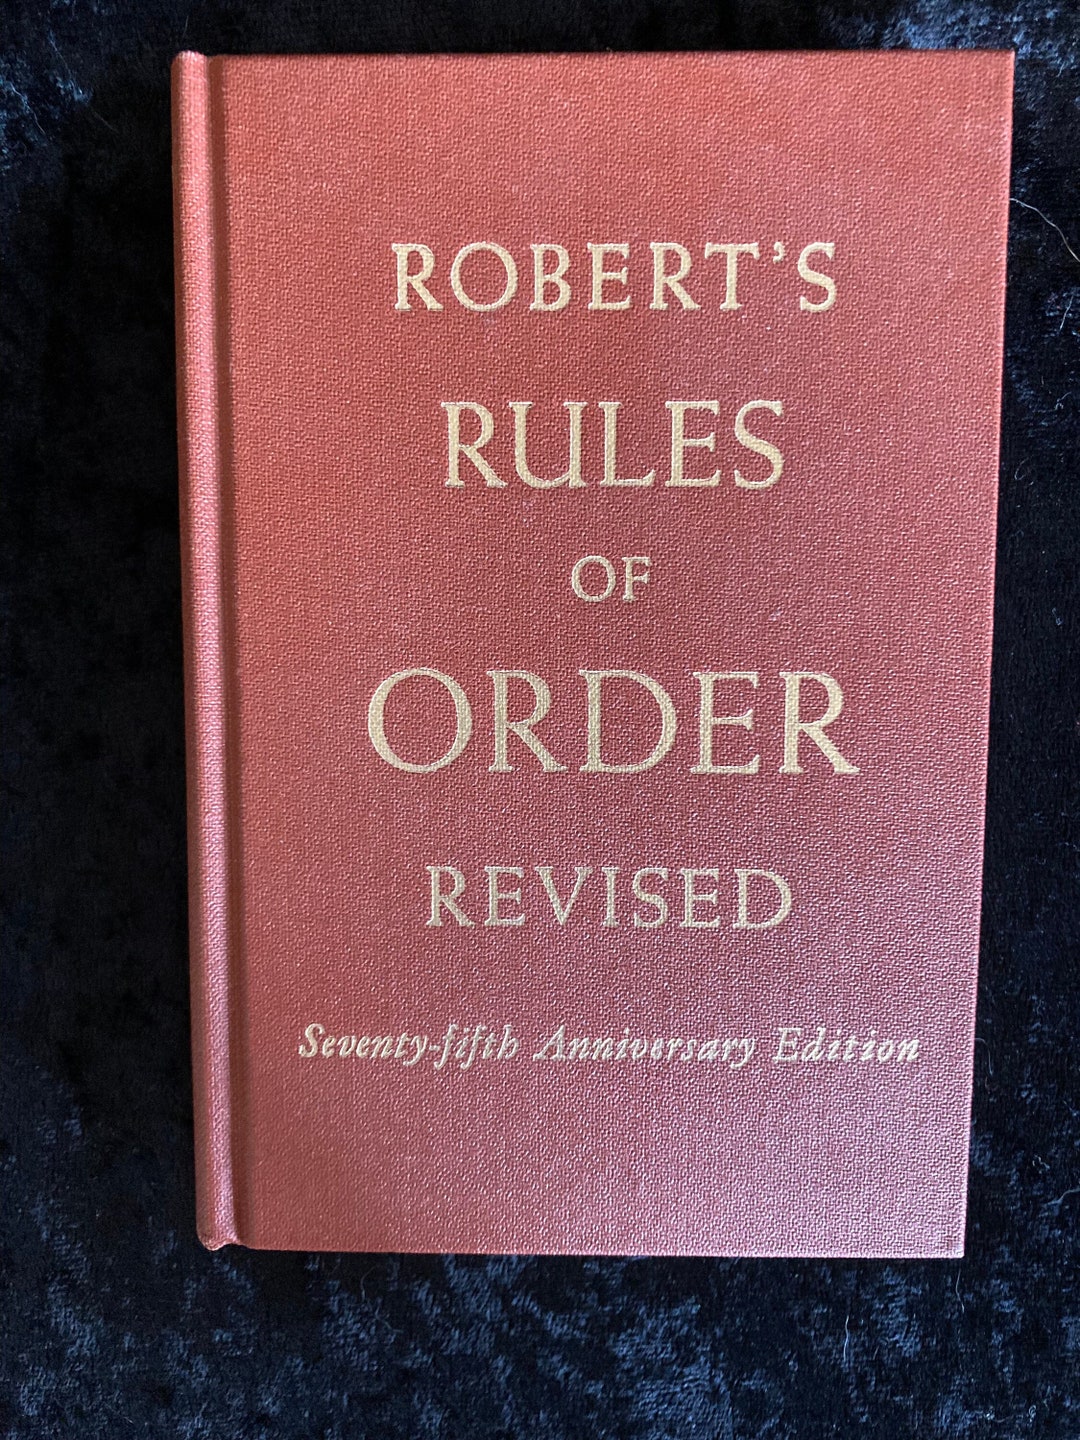 ROBERT'S
RULES
OF
ORDER
REVISED
Seventy-fifth Anniversary Edition